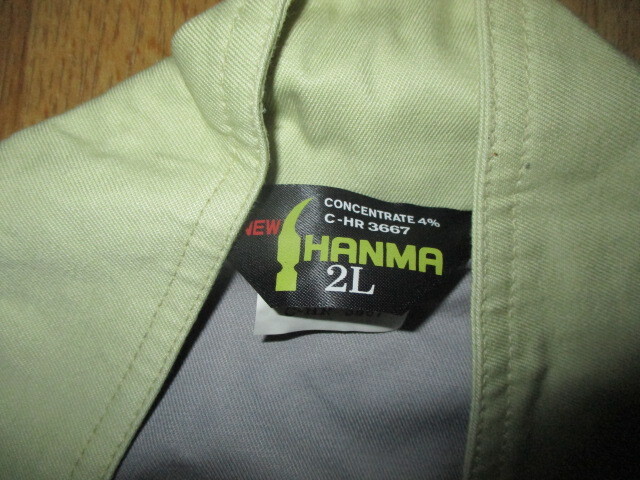 CONCENTRATE 4%
C-HR 3667
NEW
HANMA
2L